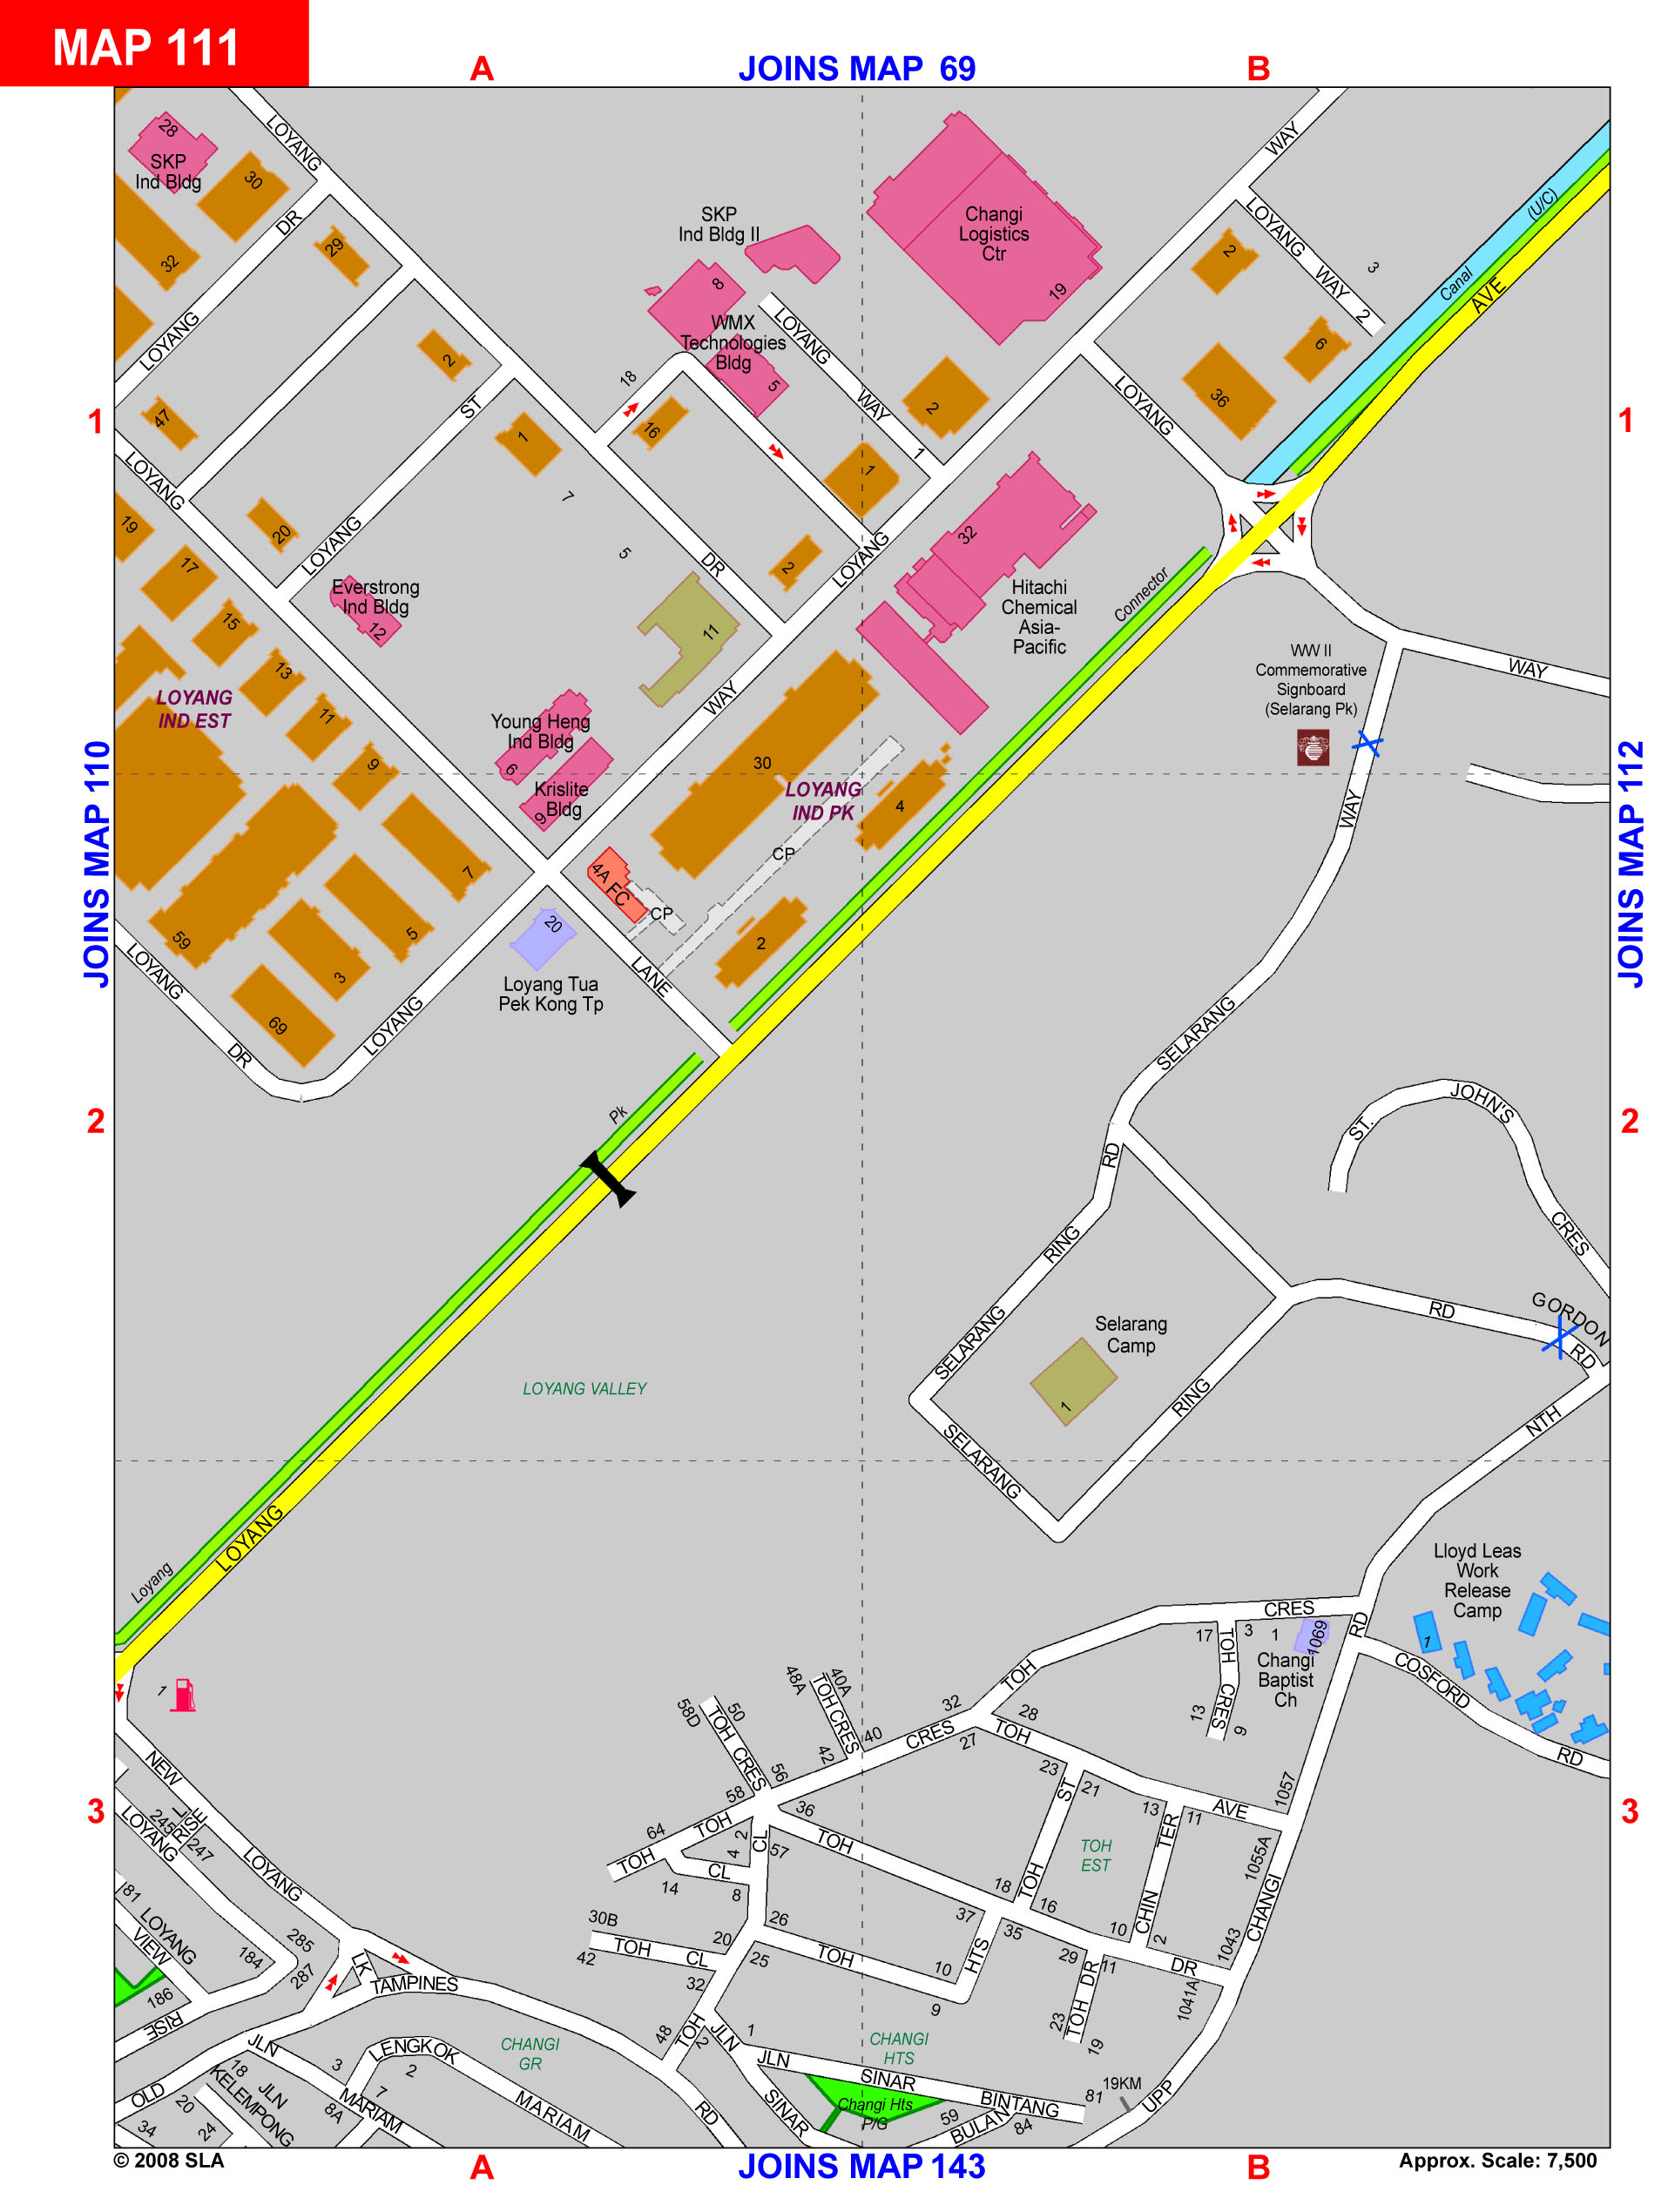 MAP 111
A
JOINS MAP 69
B
28
SKP
Ind Bldg
30
32
LOYANG
DR
LOYANG
29
2
47
LOYANG
ST
LOYANG
20
1
7
5
SKP
Ind Bldg II
8
WMX
Technologies
Bldg
5
18
16
LOYANG
WAY
1
Changi
Logistics
Ctr
19
2
1
2
WAY
LOYANG
WAY
2
3
2
6
36
LOYANG
Canal
(U/C)
AVE
1
1
19
17
15
13
11
9
7
5
3
59
69
LOYANG
IND EST
Everstrong
Ind Bldg
12
DR
LOYANG
WAY
11
32
Hitachi
Chemical
Asia-
Pacific
Connector
Young Heng
Ind Bldg
6
Krislite
Bldg
9
30
LOYANG
IND PK
4
CP
4A FC
CP
2
20
Loyang Tua
Pek Kong Tp
LANE
LOYANG
DR
LOYANG
WW II
Commemorative
Signboard
(Selarang Pk)
WAY
WAY
SELARANG
JOINS MAP 110
JOINS MAP 112
2
2
Pk
RD
RING
SELARANG
SELARANG
RING
Selarang
Camp
1
ST.
JOHN'S
CRES
RD
GORDON
RD
NTH
LOYANG VALLEY
LOYANG
Loyang
1
Lloyd Leas
Work
Release
Camp
1
CRES
RD
COSFORD
RD
17
3
1
1069
TOH
CRES
13
9
Changi
Baptist
Ch
TOH
32
28
TOH
27
CRES
40
42
40A
48A
TOH CRES
50
58D
TOH CRES
56
58
36
TOH
64
TOH
23
ST
21
13
11
AVE
1057
1055A
TER
CHIN
TOH
EST
TOH
2
4
CL
57
TOH
CL
14
8
18
16
10
2
CHANGI
1043
30B
42
TOH
CL
20
26
25
32
TOH
37
35
10
9
HTS
29
11
DR
1041A
TOH DR
23
19
3
3
NEW
LOYANG
245
L
RISE
247
LOYANG
81
LOYANG
VIEW
184
186
RISE
285
287
LK
TAMPINES
48
TOH
2
JLN
1
JLN
SINAR
BINTANG
81
CHANGI
HTS
SINAR
Changi Hts
P/G
59
BULAN
84
19KM
UPP
RD
CHANGI
GR
OLD
JLN
3
7
MARIAM
8A
LENGKOK
2
MARIAM
18
20
JLN
KELEMPONG
24
34
© 2008 SLA
A
JOINS MAP 143
B
Approx. Scale: 7,500